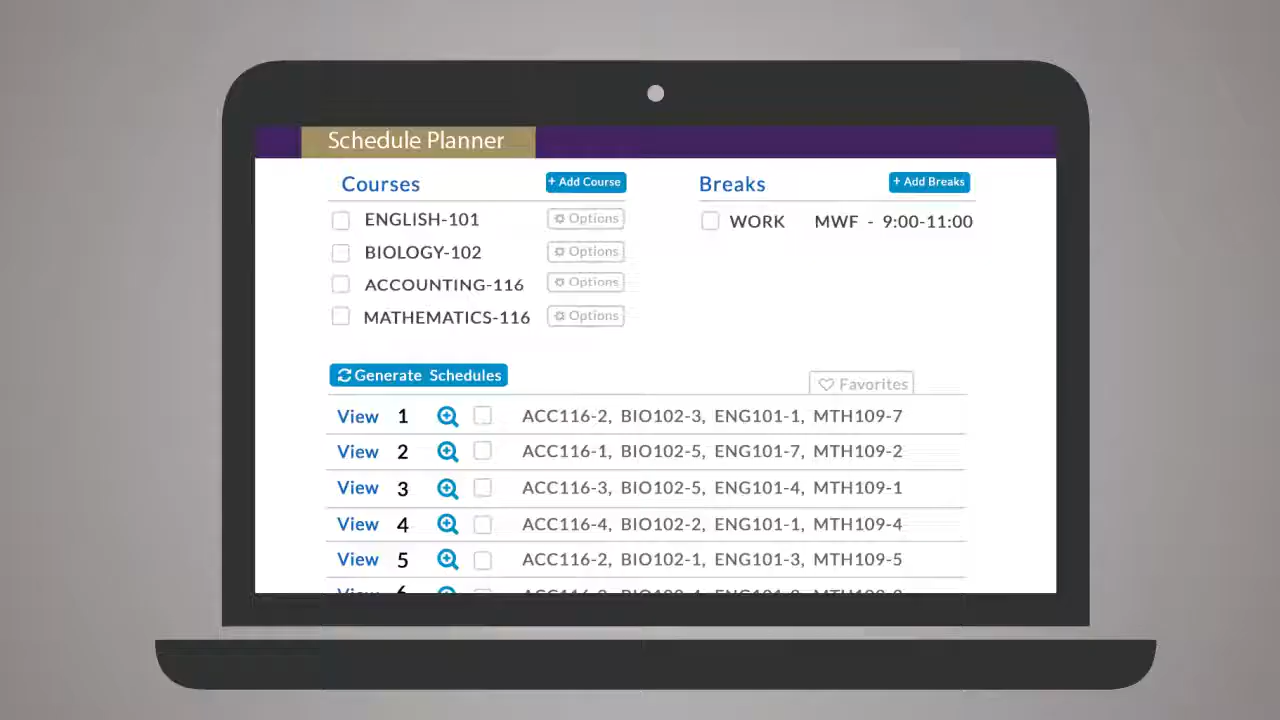 Schedule Planner
Courses
+ Add Course
Breaks
+ Add Breaks
ENGLISH-101
Options
WORK MWF - 9:00-11:00
BIOLOGY-102
Options
ACCOUNTING-116
Options
MATHEMATICS-116
Options
Generate Schedules
Favorites
View 1 ACC116-2, BIO102-3, ENG101-1, MTH109-7
View 2 ACC116-1, BIO102-5, ENG101-7, MTH109-2
View 3 ACC116-3, BIO102-5, ENG101-4, MTH109-1
View 4 ACC116-4, BIO102-2, ENG101-1, MTH109-4
View 5 ACC116-2, BIO102-1, ENG101-3, MTH109-5
View 6